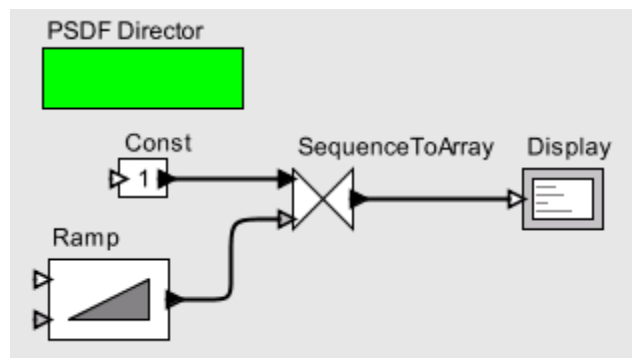 PSDF Director
Const
SequenceToArray
Display
1
Ramp